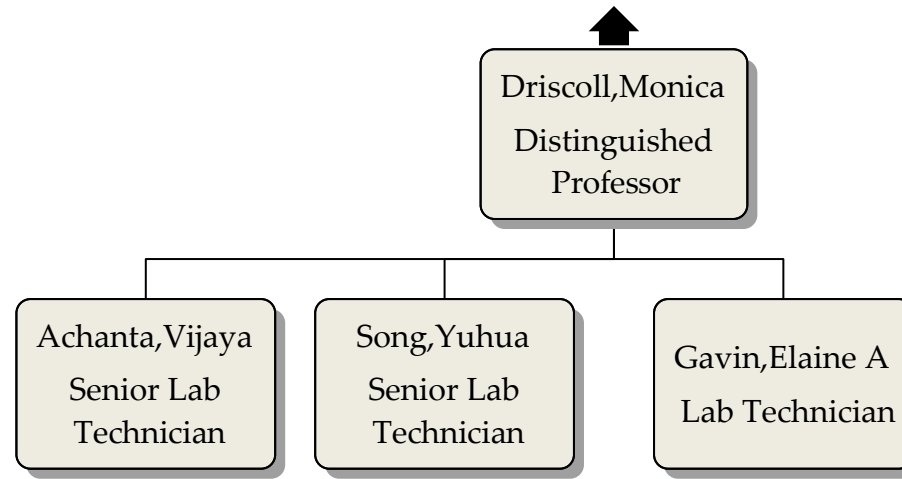 Driscoll,Monica
Distinguished
Professor
Achanta,Vijaya
Senior Lab
Technician
Song,Yuhua
Senior Lab
Technician
Gavin,Elaine A
Lab Technician